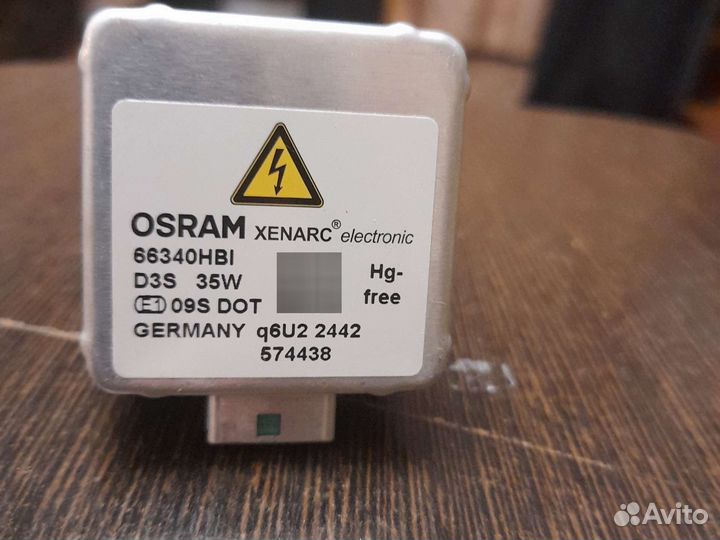 OSRAM XENARC® electronic
66340HBI
D3S 35W
Hg-
free
E1 09S DOT
GERMANY q6U2 2442
574438
Avito